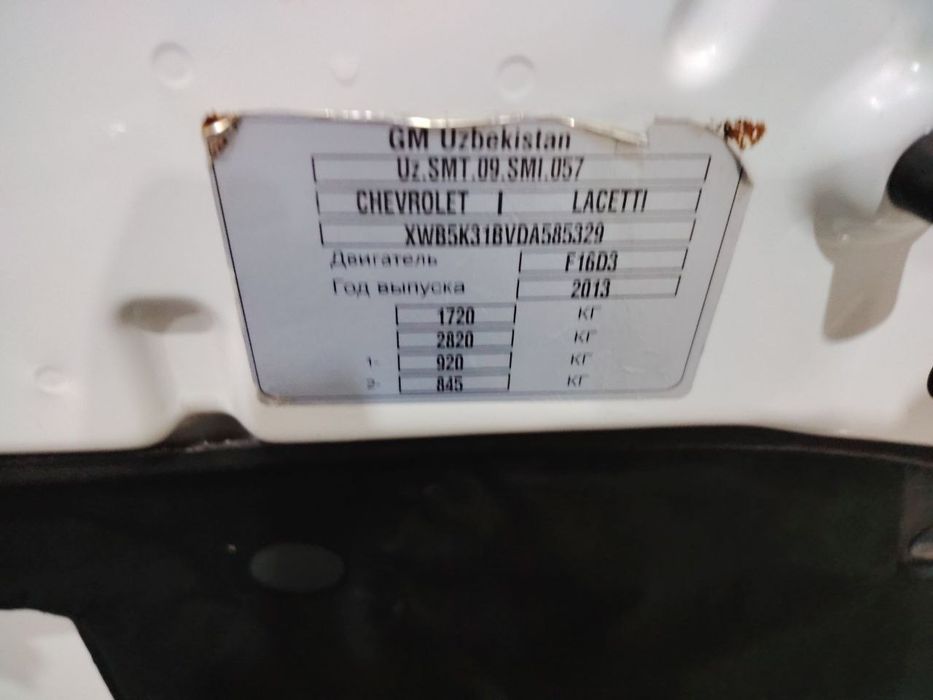 GM Uzbekistan
Uz.SMT.09.SMI.057
CHEVROLET LACETTI
XWB5K31BVDA585329
Двигатель F16D3
Год выпуска 2013
1720 КГ
2820 КГ
1- 920 КГ
2- 845 КГ